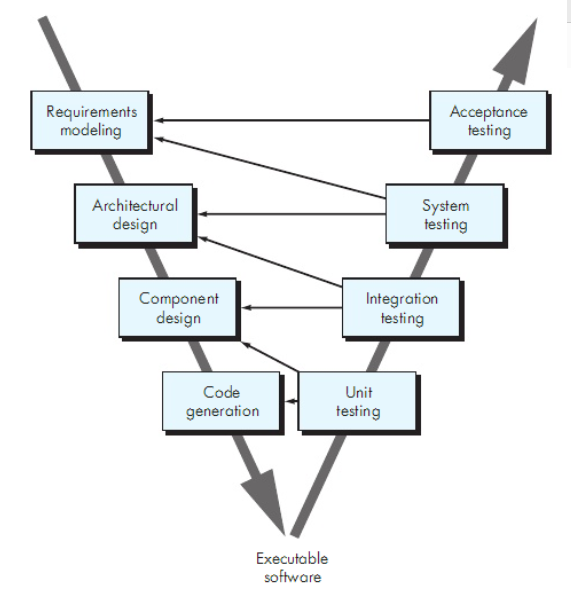 Requirements
modeling
Acceptance
testing
Architectural
design
System
testing
Component
design
Integration
testing
Code
generation
Unit
testing
Executable
software